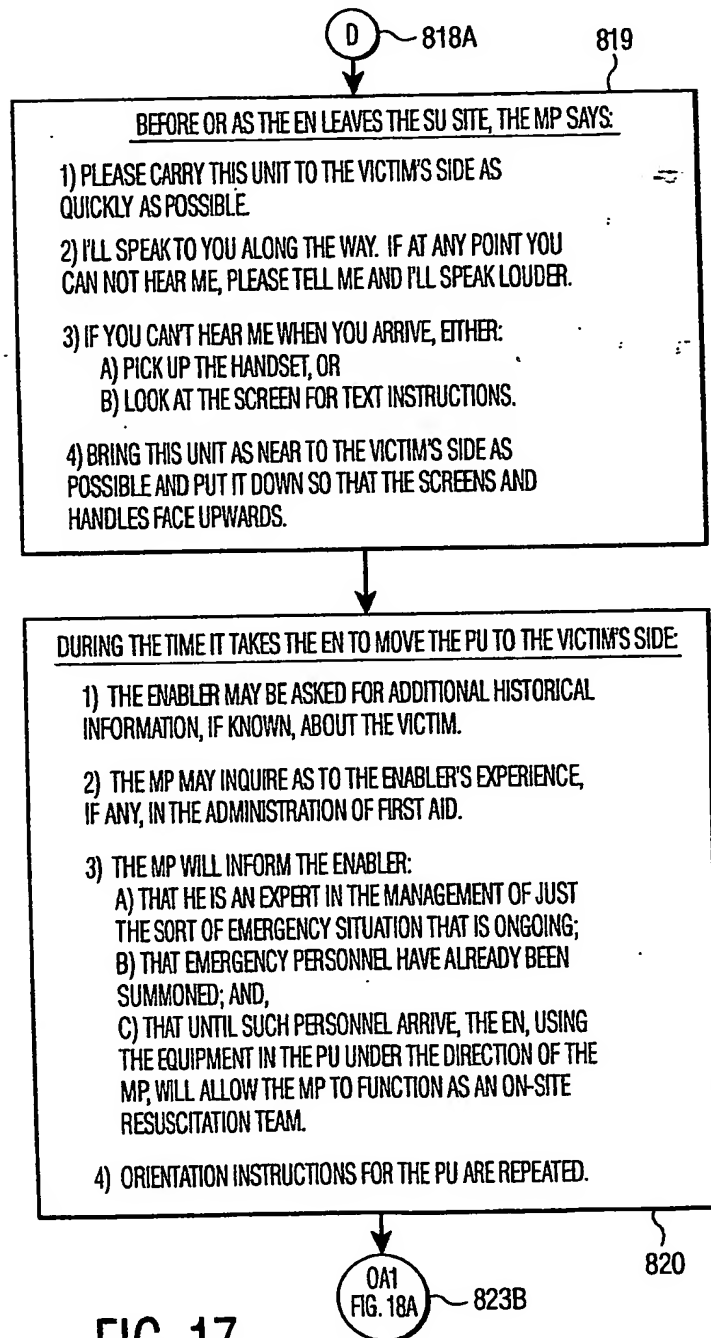 D 818A 819
BEFORE OR AS THE EN LEAVES THE SU SITE, THE MP SAYS:
1) PLEASE CARRY THIS UNIT TO THE VICTIM'S SIDE AS
QUICKLY AS POSSIBLE.
2) I'LL SPEAK TO YOU ALONG THE WAY. IF AT ANY POINT YOU
CAN NOT HEAR ME, PLEASE TELL ME AND I'LL SPEAK LOUDER.
3) IF YOU CAN'T HEAR ME WHEN YOU ARRIVE, EITHER:
A) PICK UP THE HANDSET, OR
B) LOOK AT THE SCREEN FOR TEXT INSTRUCTIONS.
4) BRING THIS UNIT AS NEAR TO THE VICTIM'S SIDE AS
POSSIBLE AND PUT IT DOWN SO THAT THE SCREENS AND
HANDLES FACE UPWARDS.
DURING THE TIME IT TAKES THE EN TO MOVE THE PU TO THE VICTIM'S SIDE:
1) THE ENABLER MAY BE ASKED FOR ADDITIONAL HISTORICAL
INFORMATION, IF KNOWN, ABOUT THE VICTIM.
2) THE MP MAY INQUIRE AS TO THE ENABLER'S EXPERIENCE,
IF ANY, IN THE ADMINISTRATION OF FIRST AID.
3) THE MP WILL INFORM THE ENABLER:
A) THAT HE IS AN EXPERT IN THE MANAGEMENT OF JUST
THE SORT OF EMERGENCY SITUATION THAT IS ONGOING;
B) THAT EMERGENCY PERSONNEL HAVE ALREADY BEEN
SUMMONED; AND,
C) THAT UNTIL SUCH PERSONNEL ARRIVE, THE EN, USING
THE EQUIPMENT IN THE PU UNDER THE DIRECTION OF THE
MP, WILL ALLOW THE MP TO FUNCTION AS AN ON-SITE
RESUSCITATION TEAM.
4) ORIENTATION INSTRUCTIONS FOR THE PU ARE REPEATED.
820
OA1
FIG. 18A 823B
FIG. 17